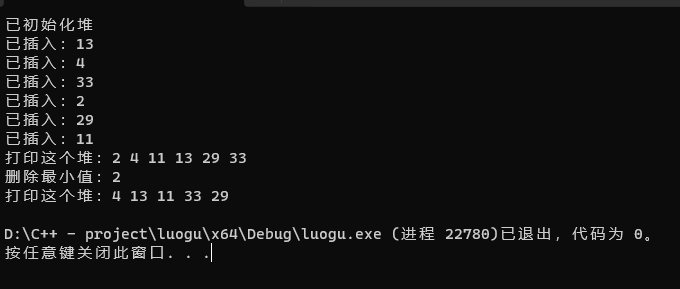 已初始化堆
已插入: 13
已插入: 4
已插入: 33
已插入: 2
已插入: 29
已插入: 11
打印这个堆: 2 4 11 13 29 33
删除最小值: 2
打印这个堆: 4 13 11 33 29
D:\C++ - project\luogu\x64\Debug\luogu.exe (进程 22780)已退出，代码为 0。
按任意键关闭此窗口. . .